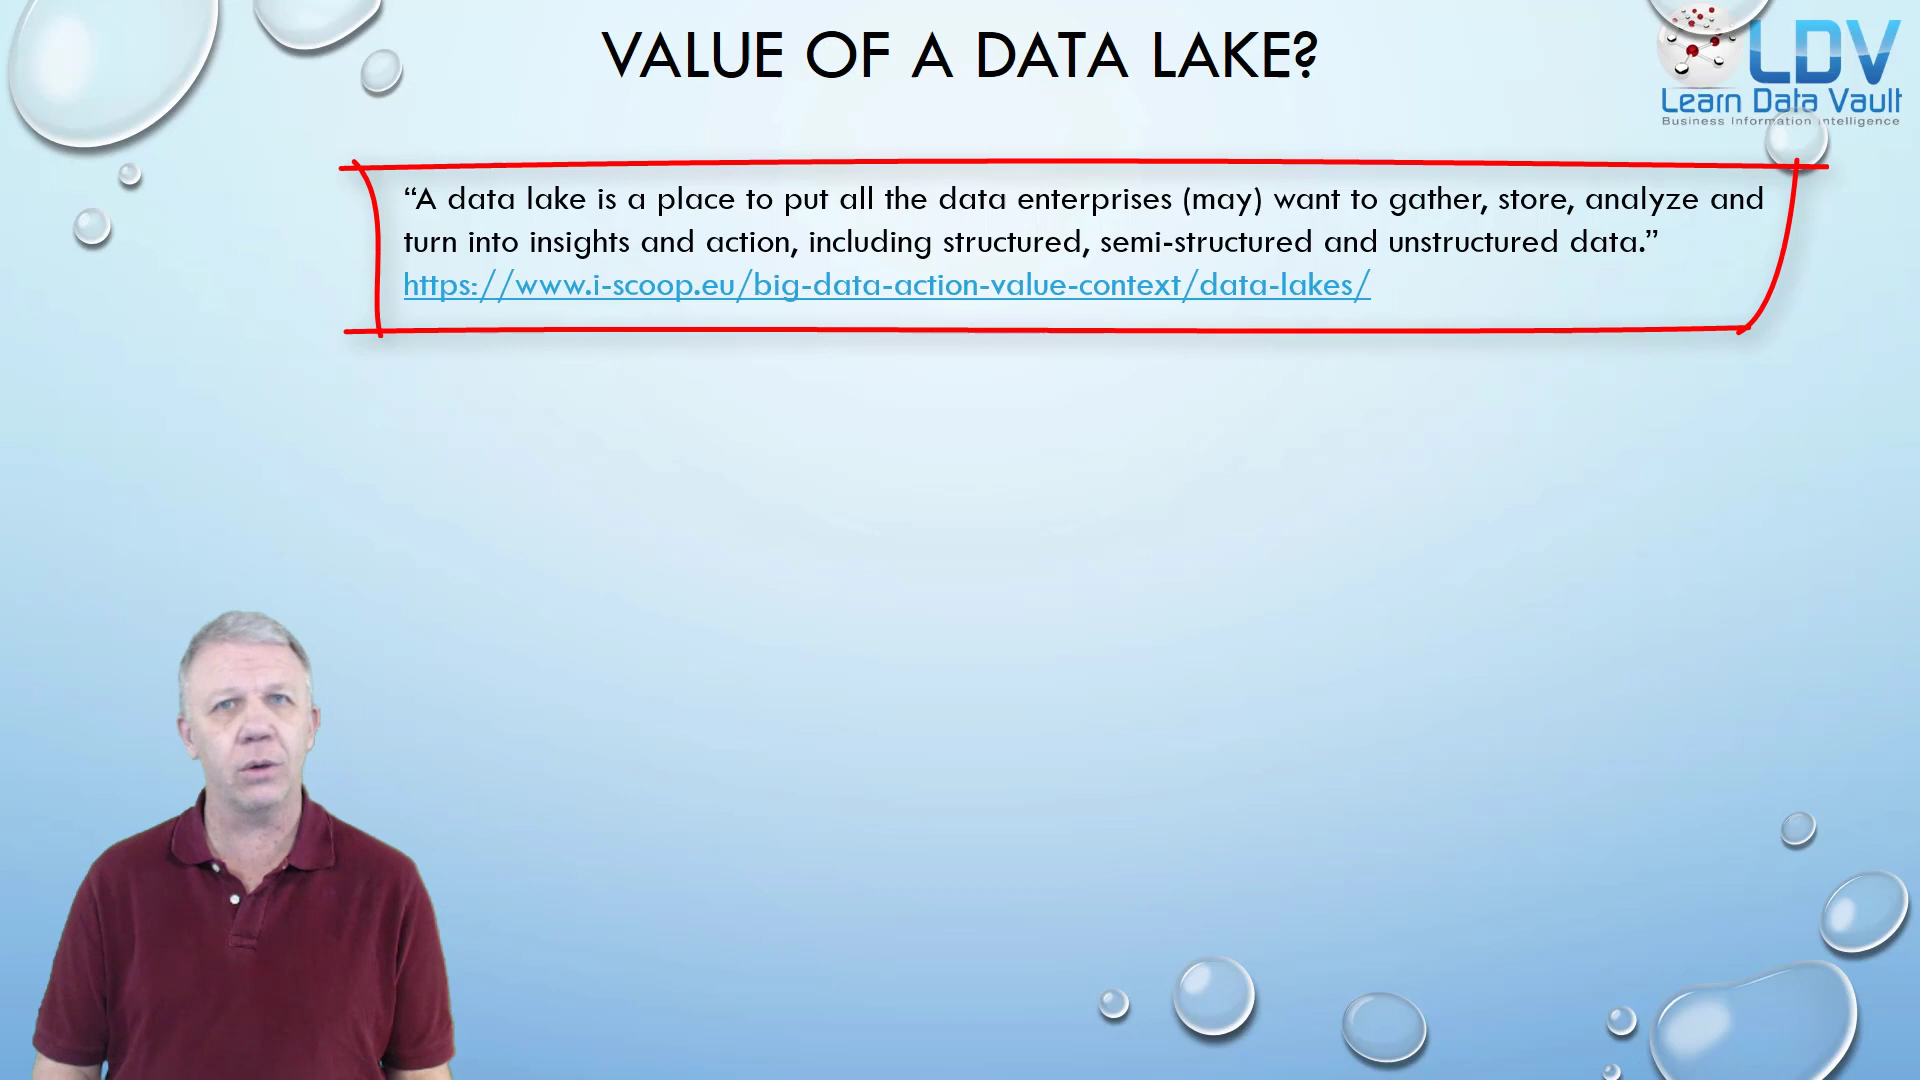 VALUE OF A DATA LAKE?
LDV
Learn Data Vault
Business Information Intelligence
“A data lake is a place to put all the data enterprises (may) want to gather, store, analyze and
turn into insights and action, including structured, semi-structured and unstructured data.”
https://www.i-scoop.eu/big-data-action-value-context/data-lakes/